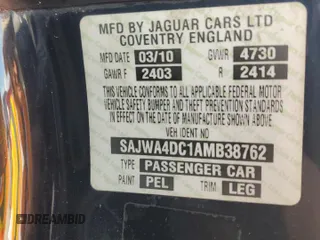 MFD BY JAGUAR CARS LTD
COVENTRY ENGLAND
MFD DATE 03/10 GVWR 4730
GAWR F 2403 R 2414
THIS VEHICLE CONFORMS TO ALL APPLICABLE FEDERAL MOTOR
VEHICLE SAFETY BUMPER AND THEFT PREVENTION STANDARDS
IN EFFECT ON THE DATE OF MANUFACTURE SHOWN ABOVE
VEH IDENT NO:
SAJWA4DC1AMB38762
TYPE PASSENGER CAR
PAINT PEL TRIM LEG
DREAMBID